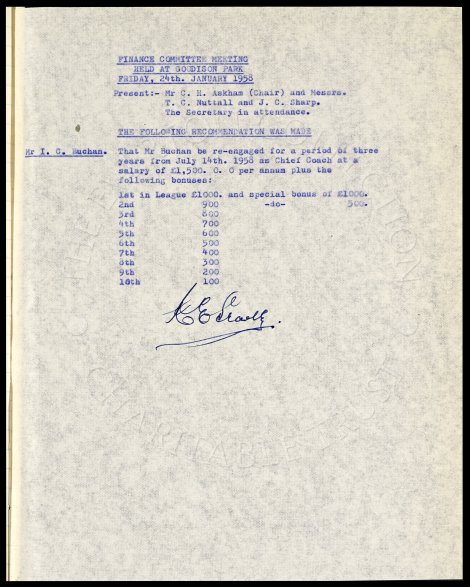 FINANCE COMMITTEE MEETING
HELD AT GOODISON PARK
FRIDAY, 24th. JANUARY 1958
Present:- Mr C. H. Askham (Chair) and Messrs.
T. C. Nuttall and J. C. Sharp.
The Secretary in attendance.
THE FOLLOWING RECOMMENDATION WAS MADE
Mr I. C. Buchan. That Mr Buchan be re-engaged for a period of three
years from July 14th. 1958 as Chief Coach at a
salary of £1,500. 0. 0 per annum plus the
following bonuses:
1st in League £1000. and special bonus of £1000.
2nd 900 -do- 500.
3rd 800
4th 700
5th 600
6th 500
7th 400
8th 300
9th 200
10th 100
CHARITABLE